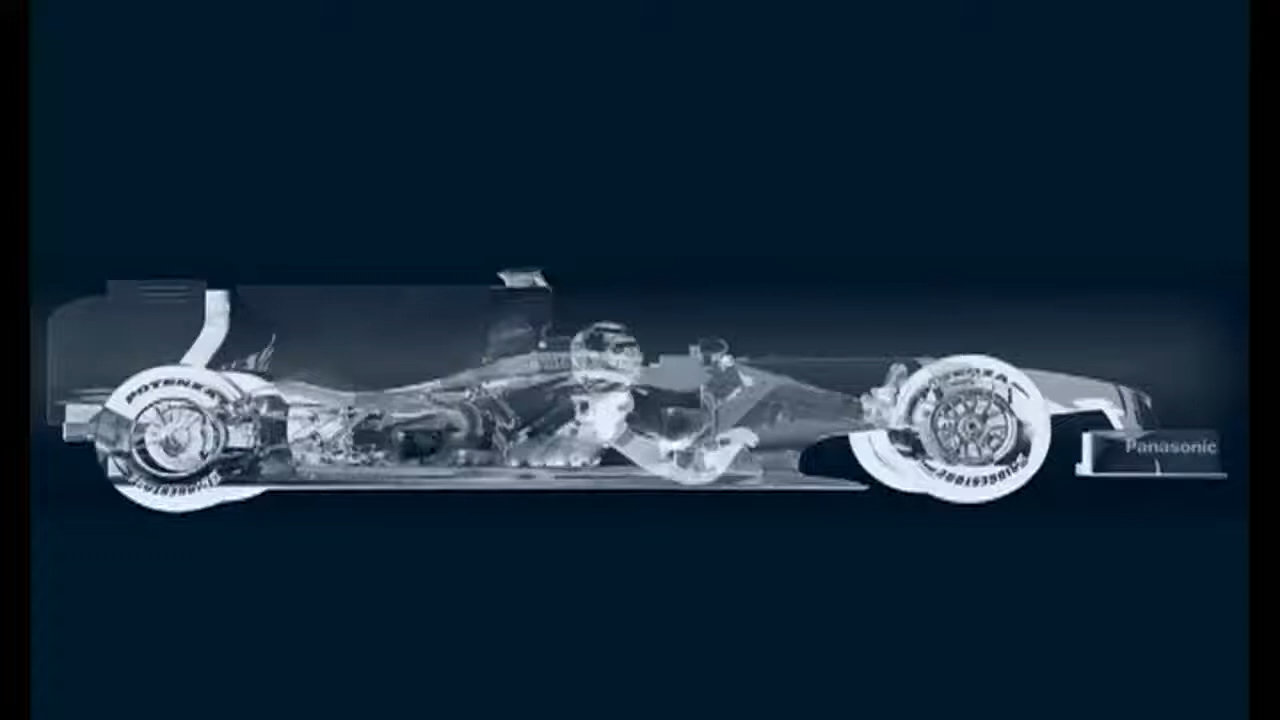 POTENZA
BRIDGESTONE
POTENZA
BRIDGESTONE
Panasonic